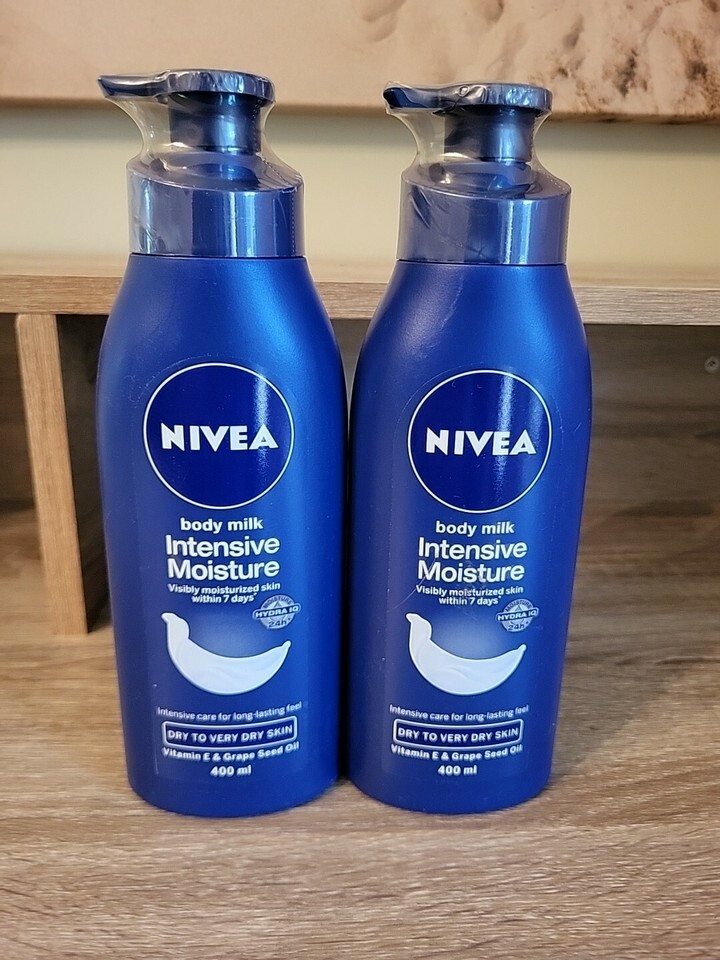 NIVEA
body milk
Intensive
Moisture
Visibly moisturized skin
within 7 days*
MOISTURE
HYDRA IQ
24h+
Intensive care for long-lasting feel
DRY TO VERY DRY SKIN
Vitamin E & Grape Seed Oil
400 ml
NIVEA
body milk
Intensive
Moisture
Visibly moisturized skin
within 7 days*
MOISTURE
HYDRA IQ
24h+
Intensive care for long-lasting feel
DRY TO VERY DRY SKIN
Vitamin E & Grape Seed Oil
400 ml